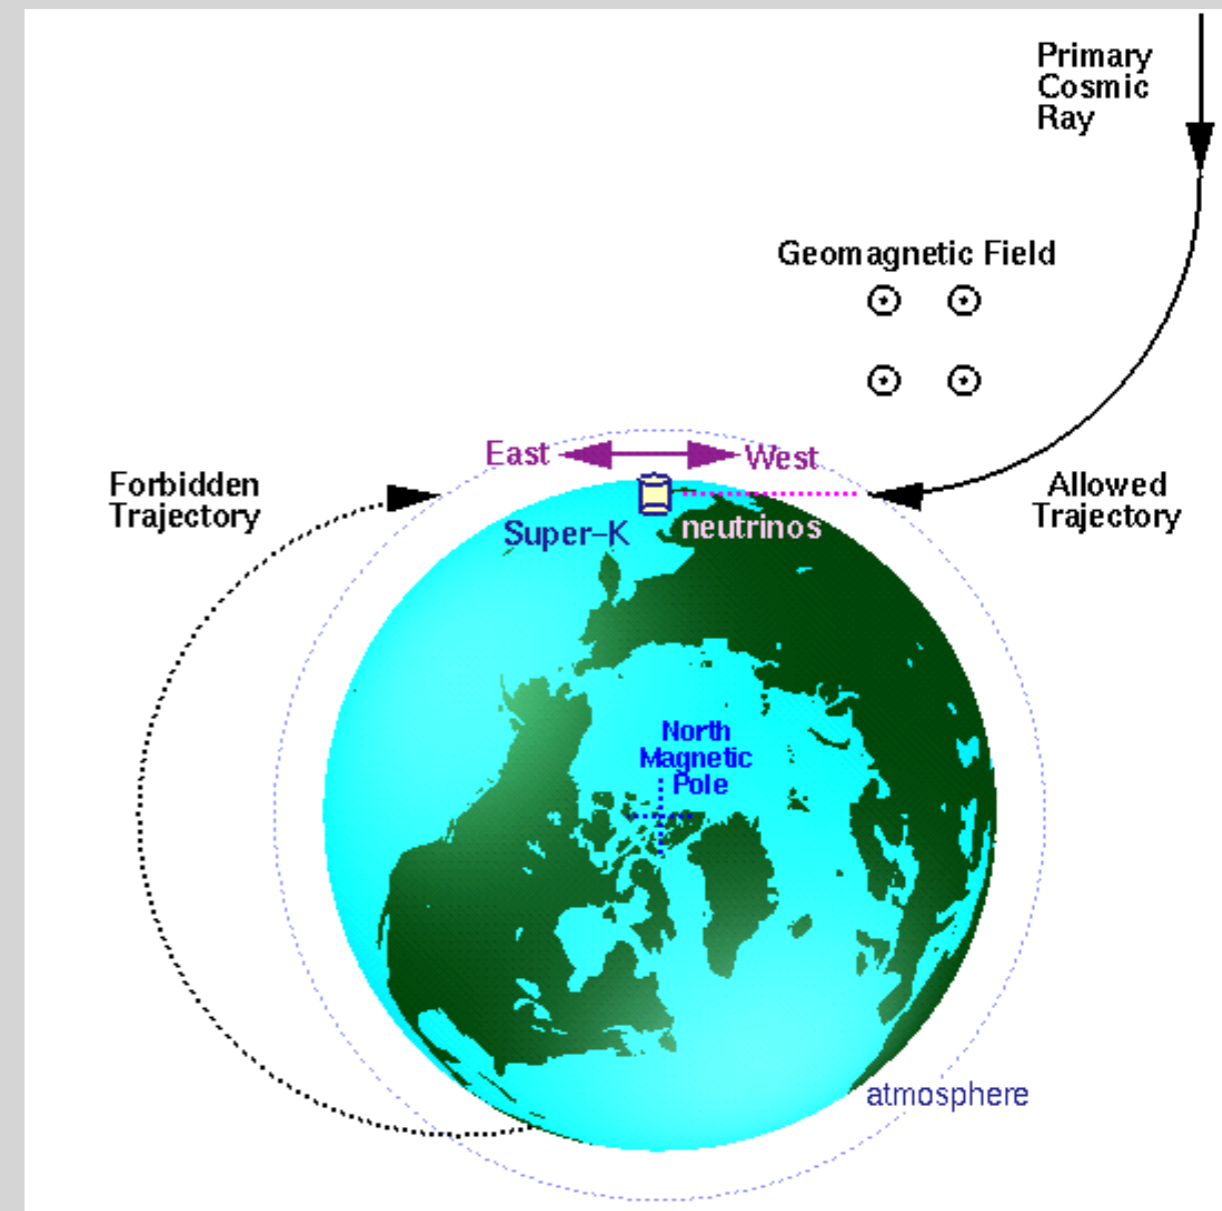 Primary
Cosmic
Ray
Geomagnetic Field
East
West
Forbidden
Trajectory
Allowed
Trajectory
Super-K
neutrinos
North
Magnetic
Pole
atmosphere